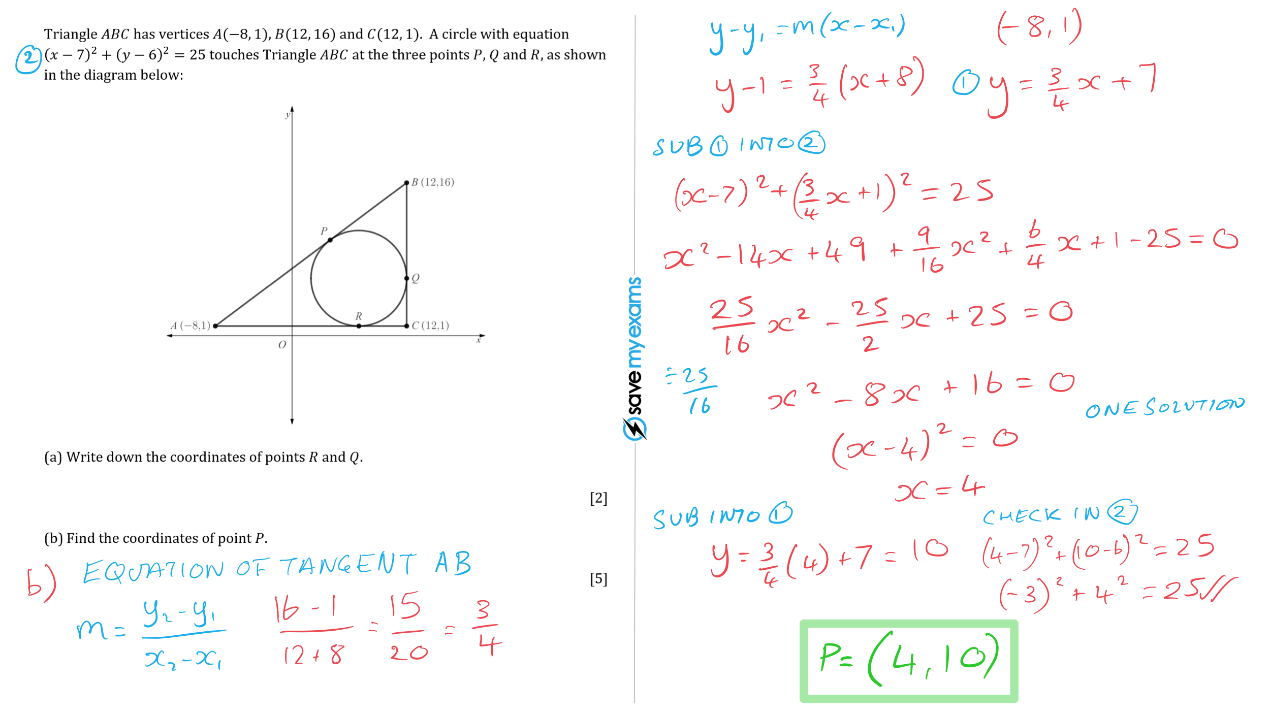 Triangle ABC has vertices A(−8, 1), B(12, 16) and C(12, 1). A circle with equation
② (x − 7)² + (y − 6)² = 25 touches Triangle ABC at the three points P, Q and R, as shown
in the diagram below:
y
B (12,16)
P
Q
A (−8,1)
R
C (12,1)
O
x
(a) Write down the coordinates of points R and Q.
[2]
(b) Find the coordinates of point P.
[5]
b) EQUATION OF TANGENT AB
m = (y₂ − y₁)/(x₂ − x₁) (16 − 1)/(12 + 8) = 15/20 = 3/4
savemyexams
y − y₁ = m(x − x₁) (−8, 1)
y − 1 = 3/4 (x + 8) ① y = 3/4 x + 7
SUB ① INTO ②
(x − 7)² + (3/4 x + 1)² = 25
x² − 14x + 49 + 9/16 x² + 6/4 x + 1 − 25 = 0
25/16 x² − 25/2 x + 25 = 0
÷ 25/16 x² − 8x + 16 = 0
ONE SOLUTION
(x − 4)² = 0
x = 4
SUB INTO ①
y = 3/4 (4) + 7 = 10
CHECK IN ②
(4 − 7)² + (10 − 6)² = 25
(−3)² + 4² = 25 ✓✓
P = (4, 10)